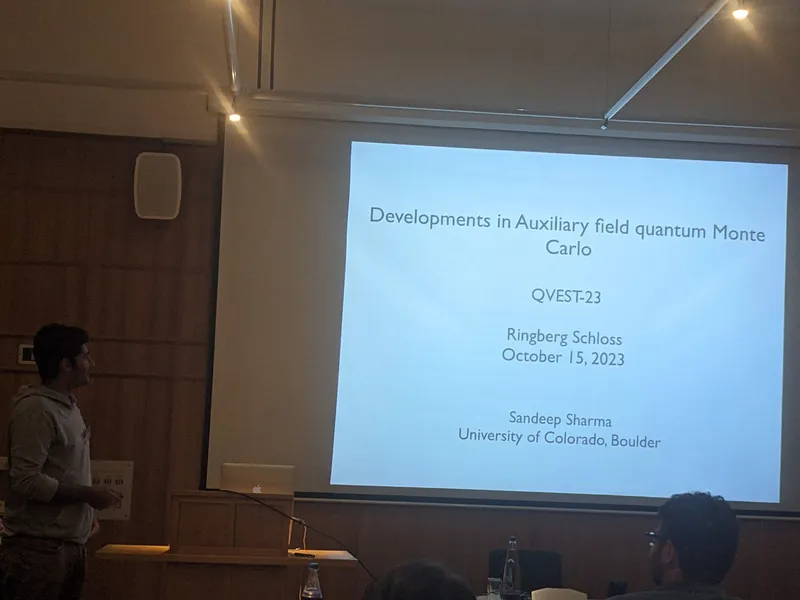 Developments in Auxiliary field quantum Monte
Carlo
QVEST-23
Ringberg Schloss
October 15, 2023
Sandeep Sharma
University of Colorado, Boulder